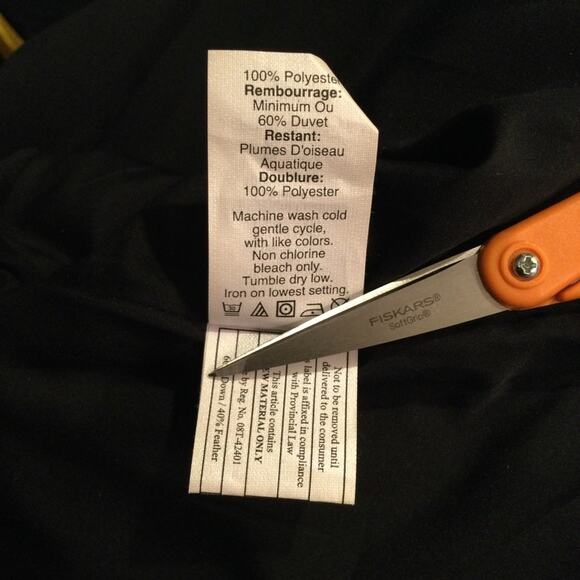 100% Polyester
Rembourrage:
Minimum Ou
60% Duvet
Restant:
Plumes D'oiseau
Aquatique
Doublure:
100% Polyester
Machine wash cold
gentle cycle,
with like colors.
Non chlorine
bleach only.
Tumble dry low.
Iron on lowest setting.
FISKARS®
SoftGrip®
Not to be removed until
delivered to the consumer
label is affixed in compliance
with Provincial Law
This article contains
MATERIAL ONLY
by Reg. No. 08T-42401
Down / 40% Feather